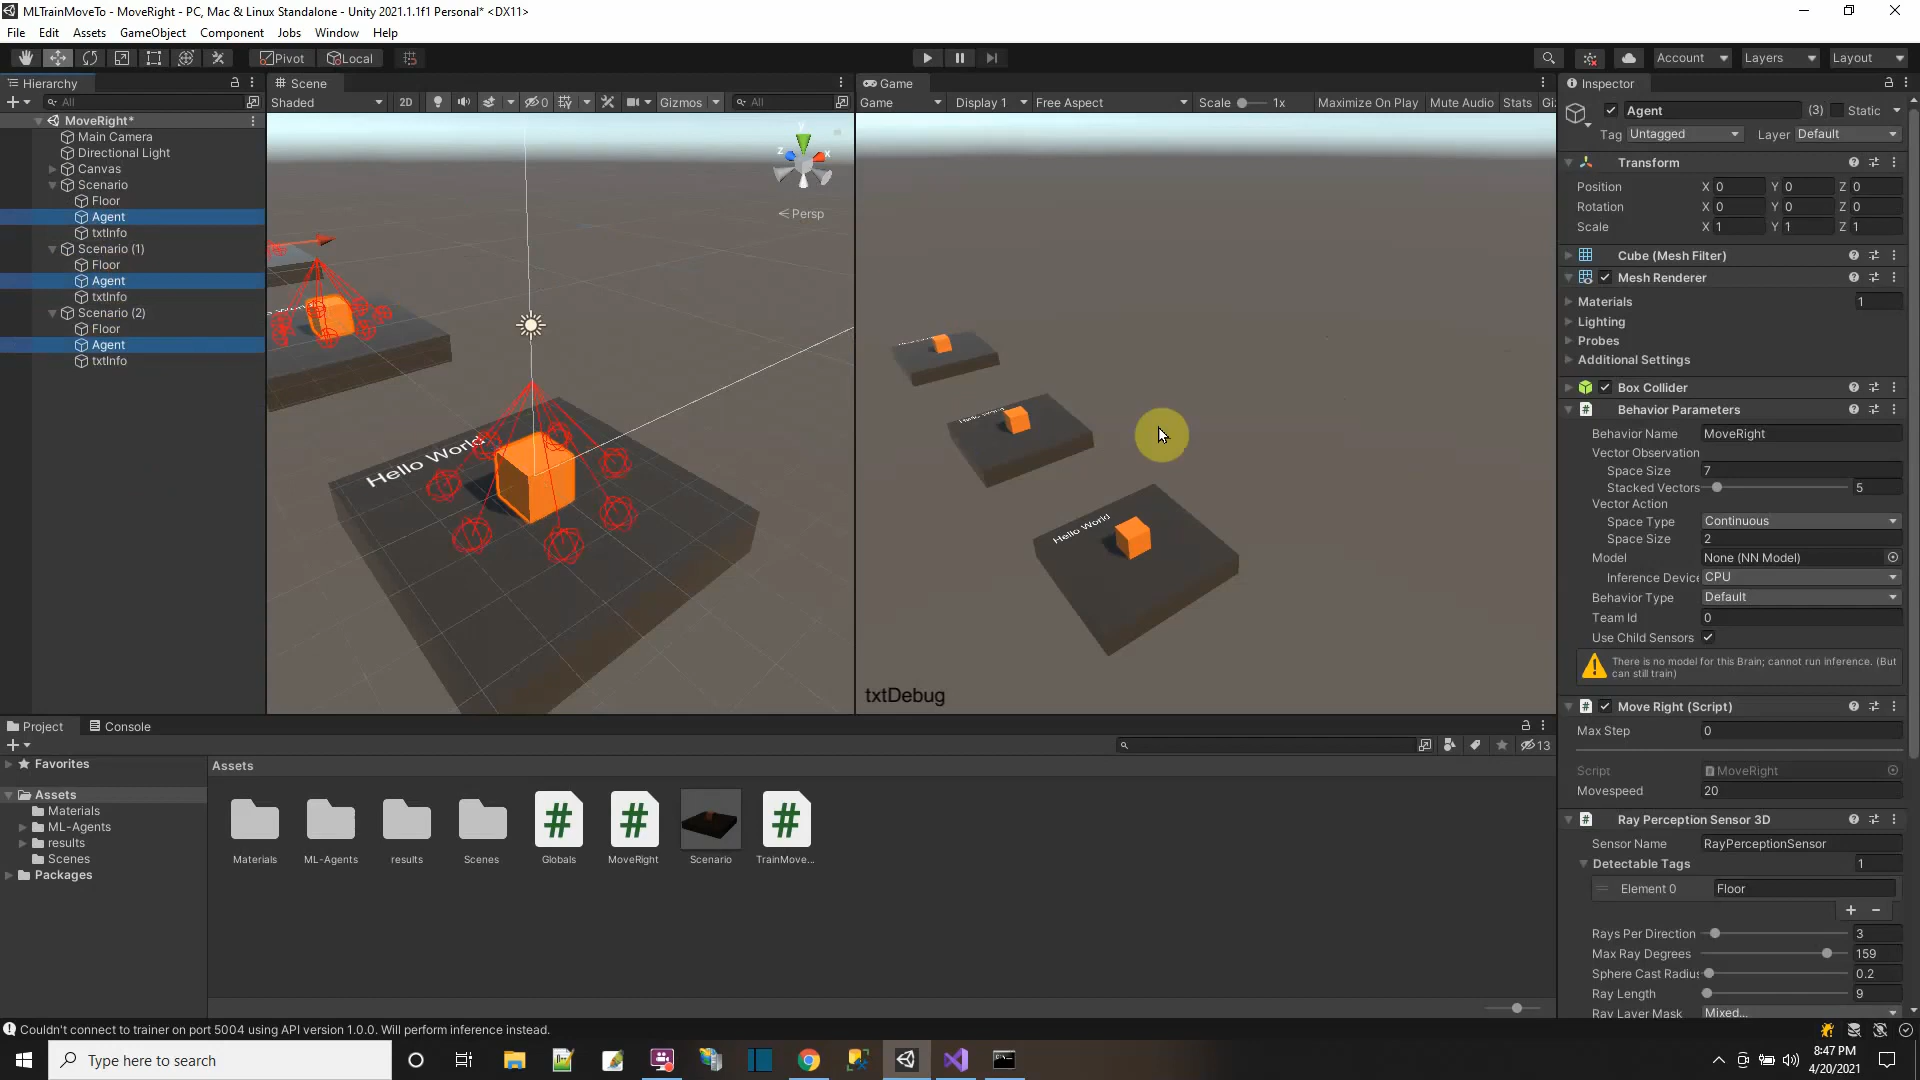 MLTrainMoveTo - MoveRight - PC, Mac & Linux Standalone - Unity 2021.1.1f1 Personal* <DX11>
File Edit Assets GameObject Component Jobs Window Help
Pivot Local Account Layers Layout
Hierarchy
All
MoveRight*
Main Camera
Directional Light
Canvas
Scenario
Floor
Agent
txtInfo
Scenario (1)
Floor
Agent
txtInfo
Scenario (2)
Floor
Agent
txtInfo
Scene
Shaded 2D 0 Gizmos All
y
z x
Persp
Hello World
Game
Game Display 1 Free Aspect Scale 1x Maximize On Play Mute Audio Stats Gi
Hello World
txtDebug
Inspector
Agent (3) Static
Tag Untagged Layer Default
Transform
Position X 0 Y 0 Z 0
Rotation X 0 Y 0 Z 0
Scale X 1 Y 1 Z 1
Cube (Mesh Filter)
Mesh Renderer
Materials 1
Lighting
Probes
Additional Settings
Box Collider
Behavior Parameters
Behavior Name MoveRight
Vector Observation
Space Size 7
Stacked Vectors 5
Vector Action
Space Type Continuous
Space Size 2
Model None (NN Model)
Inference Device CPU
Behavior Type Default
Team Id 0
Use Child Sensors
There is no model for this Brain; cannot run inference. (But
can still train)
Move Right (Script)
Max Step 0
Script MoveRight
Movespeed 20
Ray Perception Sensor 3D
Sensor Name RayPerceptionSensor
Detectable Tags 1
Element 0 Floor
Rays Per Direction 3
Max Ray Degrees 159
Sphere Cast Radius 0.2
Ray Length 9
Ray Layer Mask Mixed...
Project Console
13
Favorites
Assets
Materials
ML-Agents
results
Scenes
Packages
Assets
Materials ML-Agents results Scenes Globals MoveRight Scenario TrainMove...
Couldn't connect to trainer on port 5004 using API version 1.0.0. Will perform inference instead.
Type here to search
8:47 PM
4/20/2021